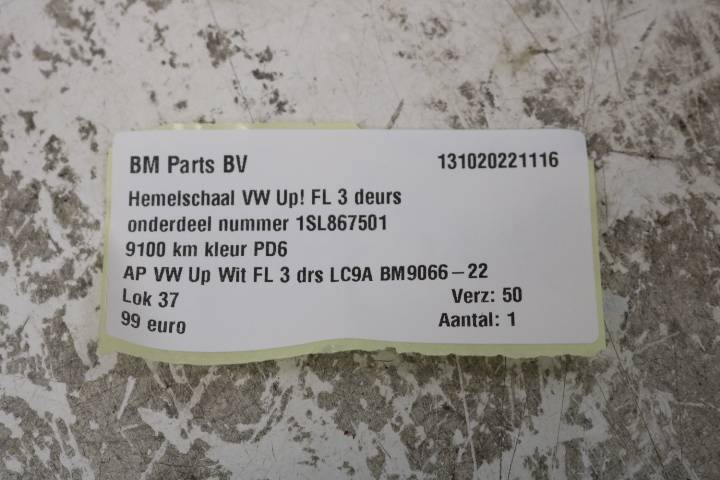 BM Parts BV 131020221116
Hemelschaal VW Up! FL 3 deurs
onderdeel nummer 1SL867501
9100 km kleur PD6
AP VW Up Wit FL 3 drs LC9A BM9066-22
Lok 37 Verz: 50
99 euro Aantal: 1